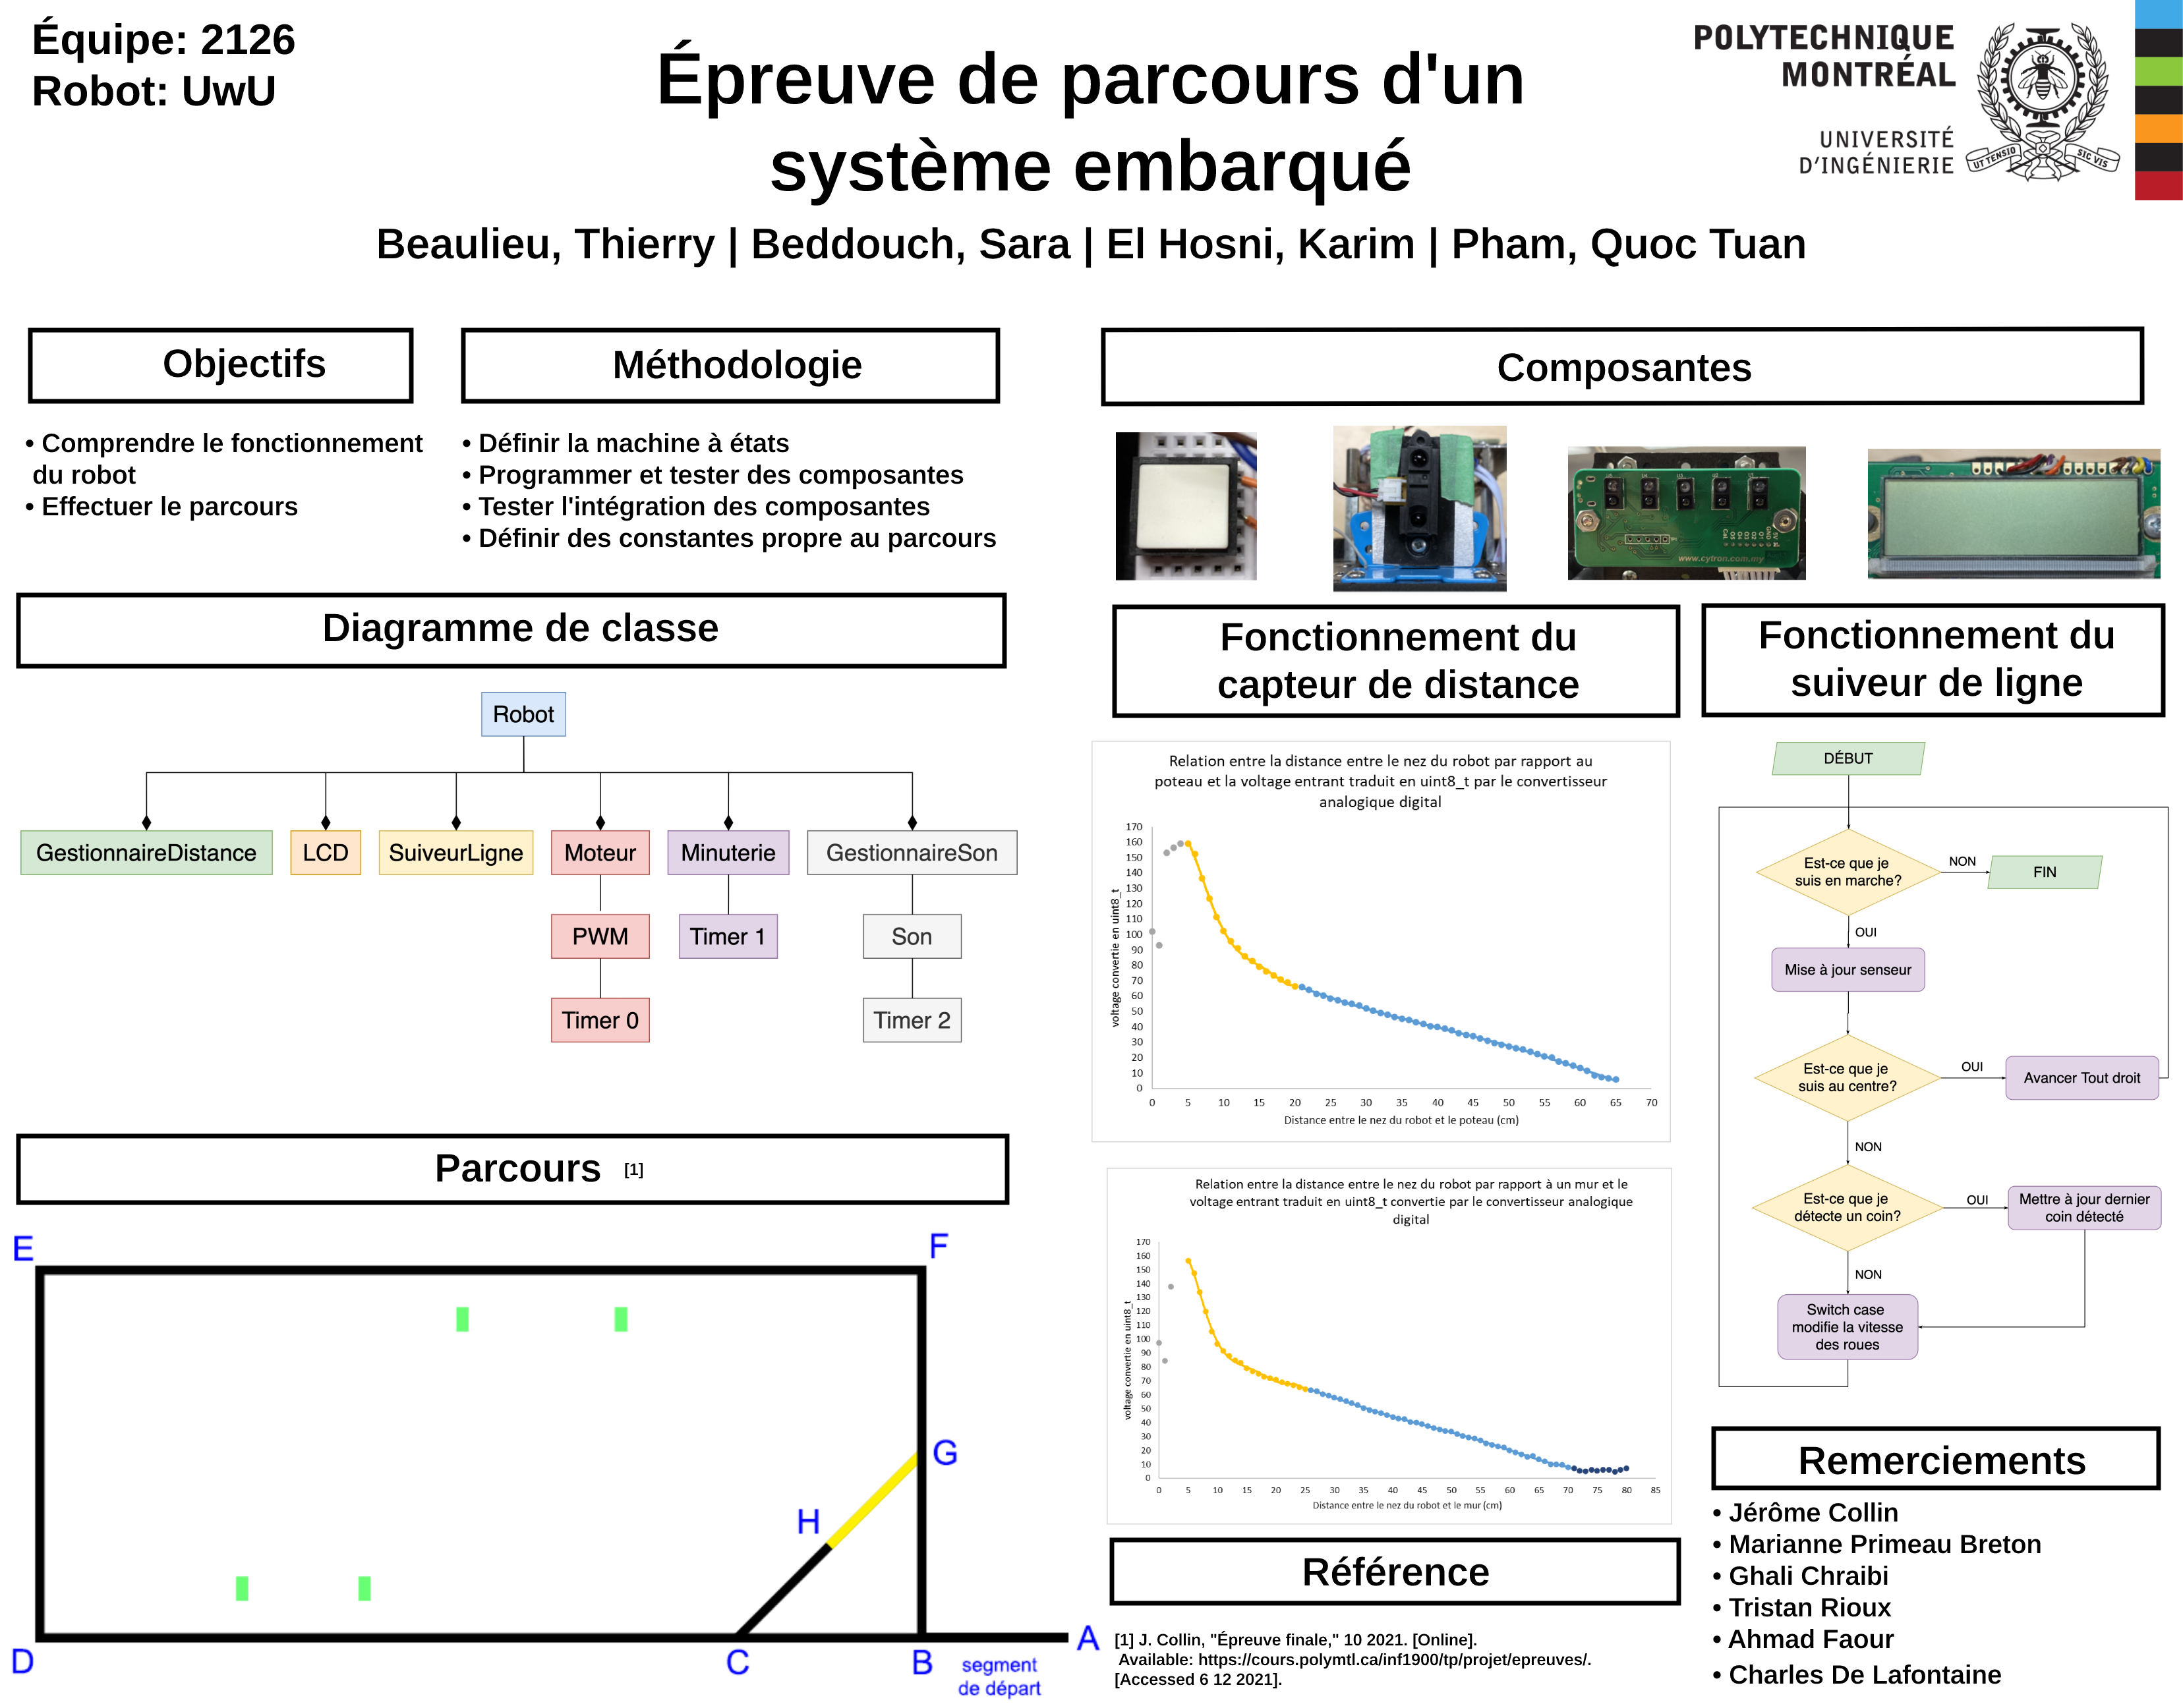 Équipe: 2126
Robot: UwU
Épreuve de parcours d'un
système embarqué
Beaulieu, Thierry | Beddouch, Sara | El Hosni, Karim | Pham, Quoc Tuan
POLYTECHNIQUE
MONTRÉAL
UNIVERSITÉ
D'INGÉNIERIE
UT TENSIO SIC VIS
Objectifs
• Comprendre le fonctionnement
du robot
• Effectuer le parcours
Méthodologie
• Définir la machine à états
• Programmer et tester des composantes
• Tester l'intégration des composantes
• Définir des constantes propre au parcours
Diagramme de classe
Robot
GestionnaireDistance
LCD
SuiveurLigne
Moteur
Minuterie
GestionnaireSon
PWM
Timer 1
Son
Timer 0
Timer 2
Parcours [1]
E
F
G
H
D
C
B
A
segment
de départ
Composantes
www.cytron.com.my
Fonctionnement du
capteur de distance
Relation entre la distance entre le nez du robot par rapport au
poteau et la voltage entrant traduit en uint8_t par le convertisseur
analogique digital
voltage convertie en uint8_t
170
160
150
140
130
120
110
100
90
80
70
60
50
40
30
20
10
0
0 5 10 15 20 25 30 35 40 45 50 55 60 65 70
Distance entre le nez du robot et le poteau (cm)
Relation entre la distance entre le nez du robot par rapport à un mur et le
voltage entrant traduit en uint8_t convertie par le convertisseur analogique
digital
voltage convertie en uint8_t
170
160
150
140
130
120
110
100
90
80
70
60
50
40
30
20
10
0
0 5 10 15 20 25 30 35 40 45 50 55 60 65 70 75 80 85
Distance entre le nez du robot et le mur (cm)
Fonctionnement du
suiveur de ligne
DÉBUT
Est-ce que je
suis en marche?
NON
FIN
OUI
Mise à jour senseur
Est-ce que je
suis au centre?
OUI
Avancer Tout droit
NON
Est-ce que je
détecte un coin?
OUI
Mettre à jour dernier
coin détecté
NON
Switch case
modifie la vitesse
des roues
Référence
[1] J. Collin, "Épreuve finale," 10 2021. [Online].
Available: https://cours.polymtl.ca/inf1900/tp/projet/epreuves/.
[Accessed 6 12 2021].
Remerciements
• Jérôme Collin
• Marianne Primeau Breton
• Ghali Chraibi
• Tristan Rioux
• Ahmad Faour
• Charles De Lafontaine